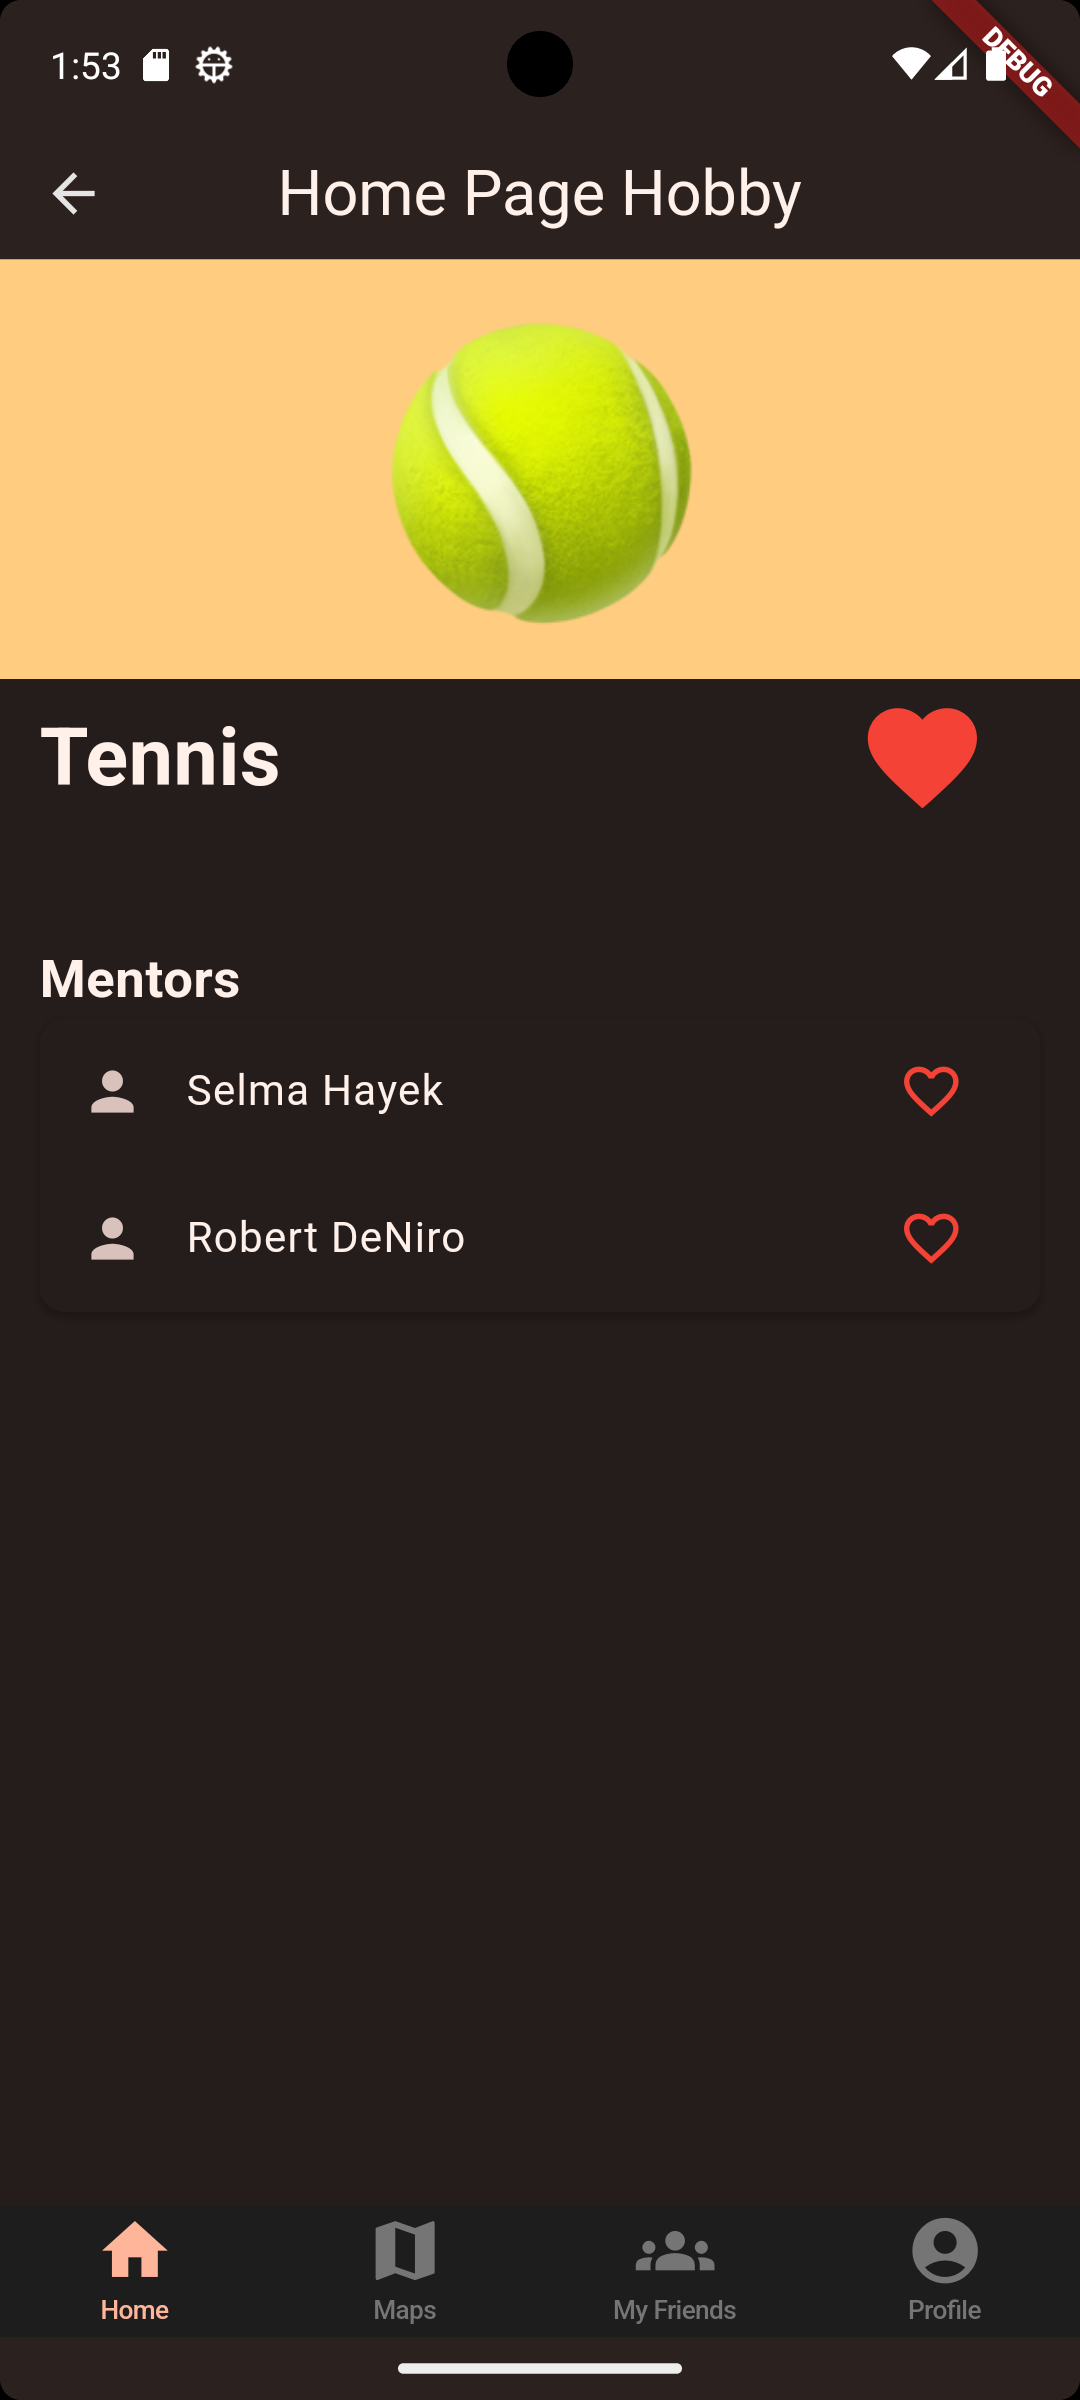 1:53
DEBUG
Home Page Hobby
Tennis
Mentors
Selma Hayek
Robert DeNiro
Home
Maps
My Friends
Profile